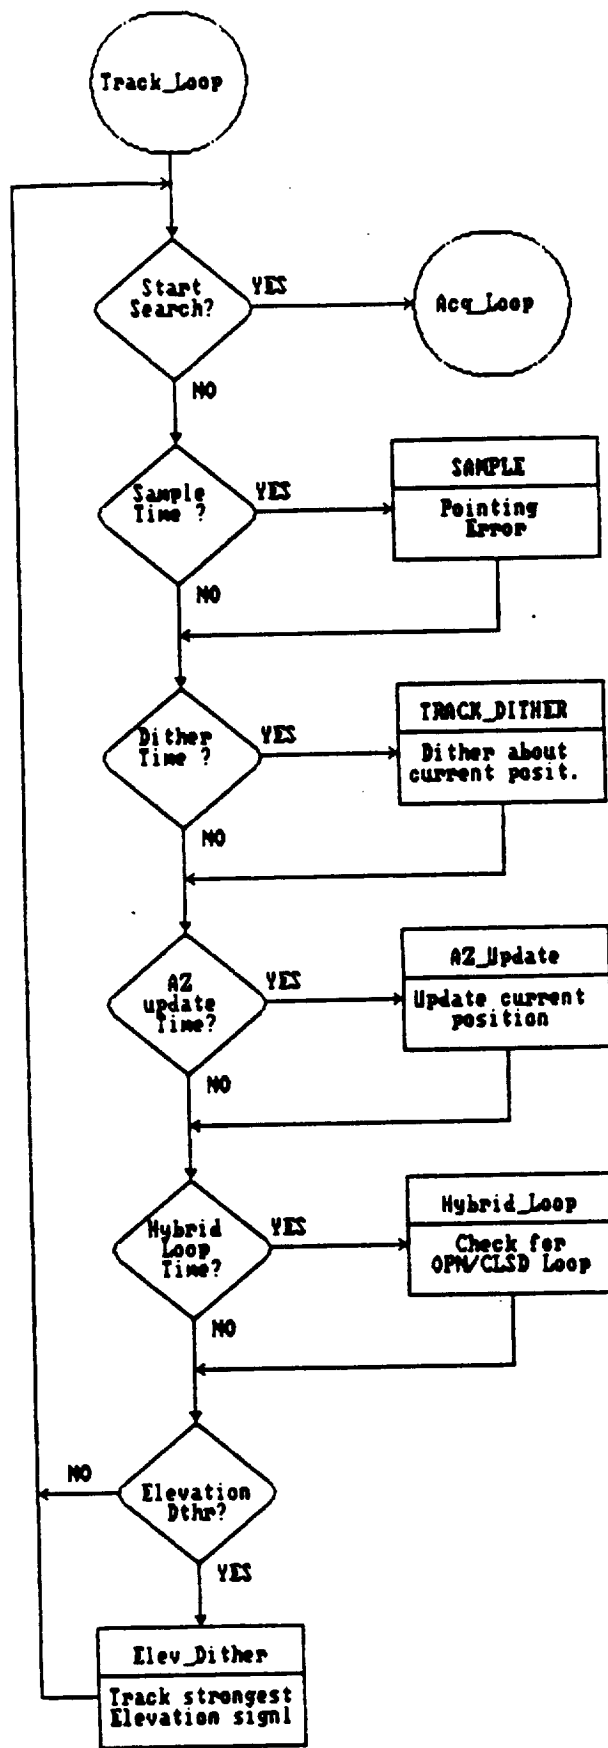 Track_Loop
Start
Search?
YES
Acq_Loop
NO
Sample
Time ?
YES
SAMPLE
Pointing
Error
NO
Dither
Time ?
YES
TRACK_DITHER
Dither about
current posit.
NO
AZ
update
Time?
YES
AZ_Update
Update current
position
NO
Hybrid
Loop
Time?
YES
Hybrid_Loop
Check for
OPN/CLSD Loop
NO
Elevation
Dthr?
NO
YES
Elev_Dither
Track strongest
Elevation signl